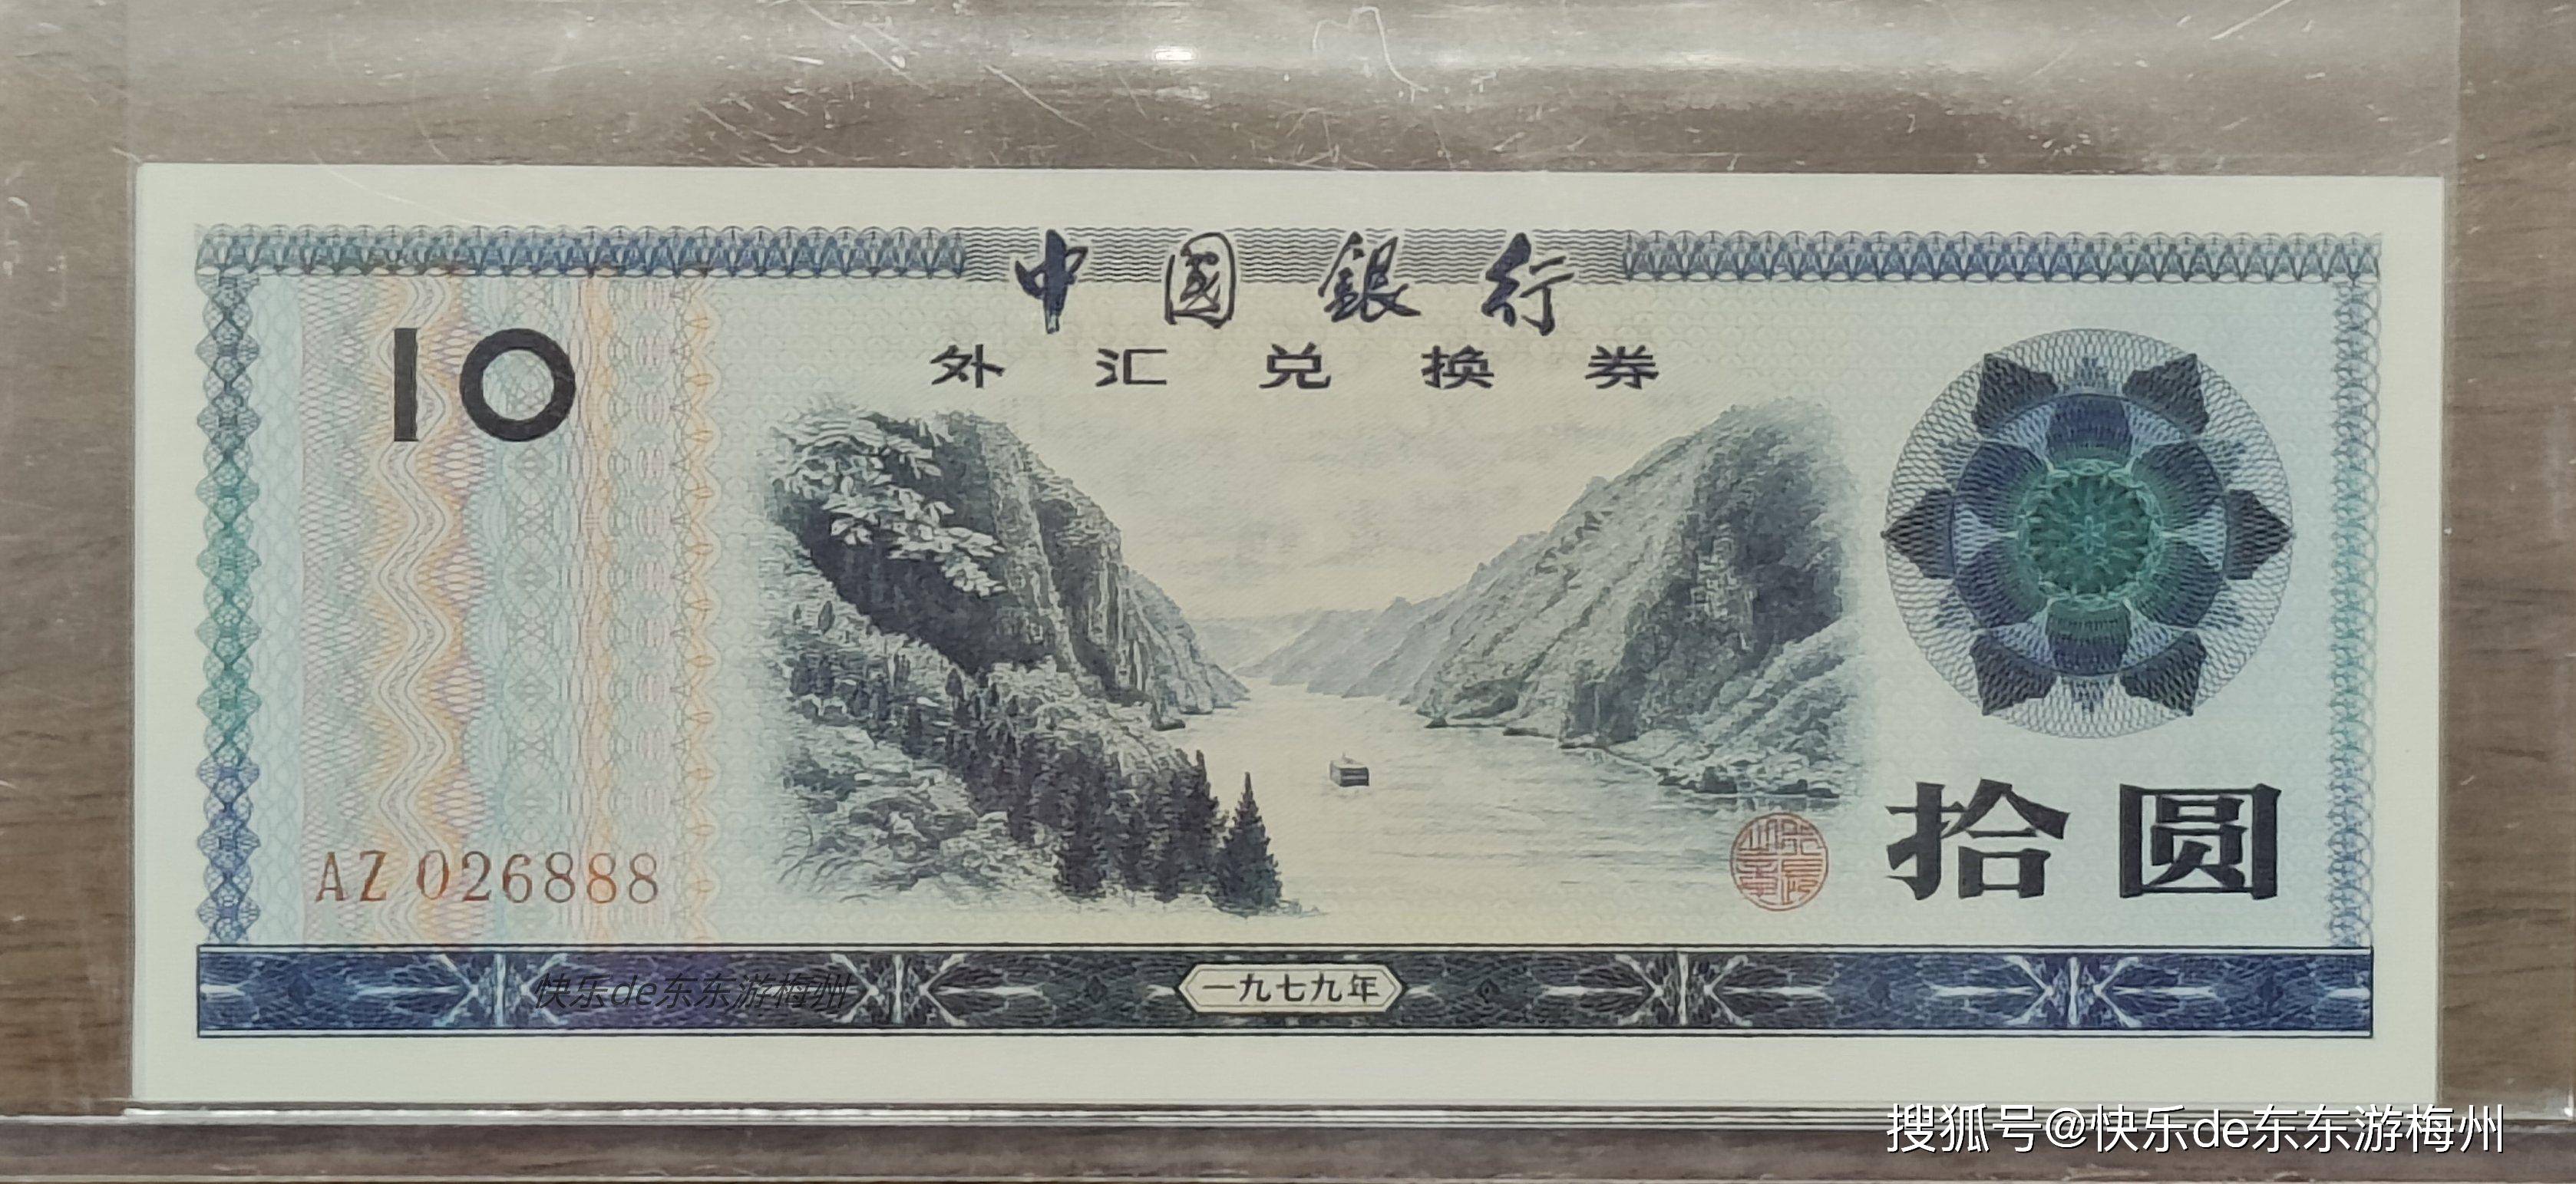 中國銀行
外汇兑换券
10
拾圆
AZ 026888
一九七九年
快乐de东东游梅州
搜狐号@快乐de东东游梅州